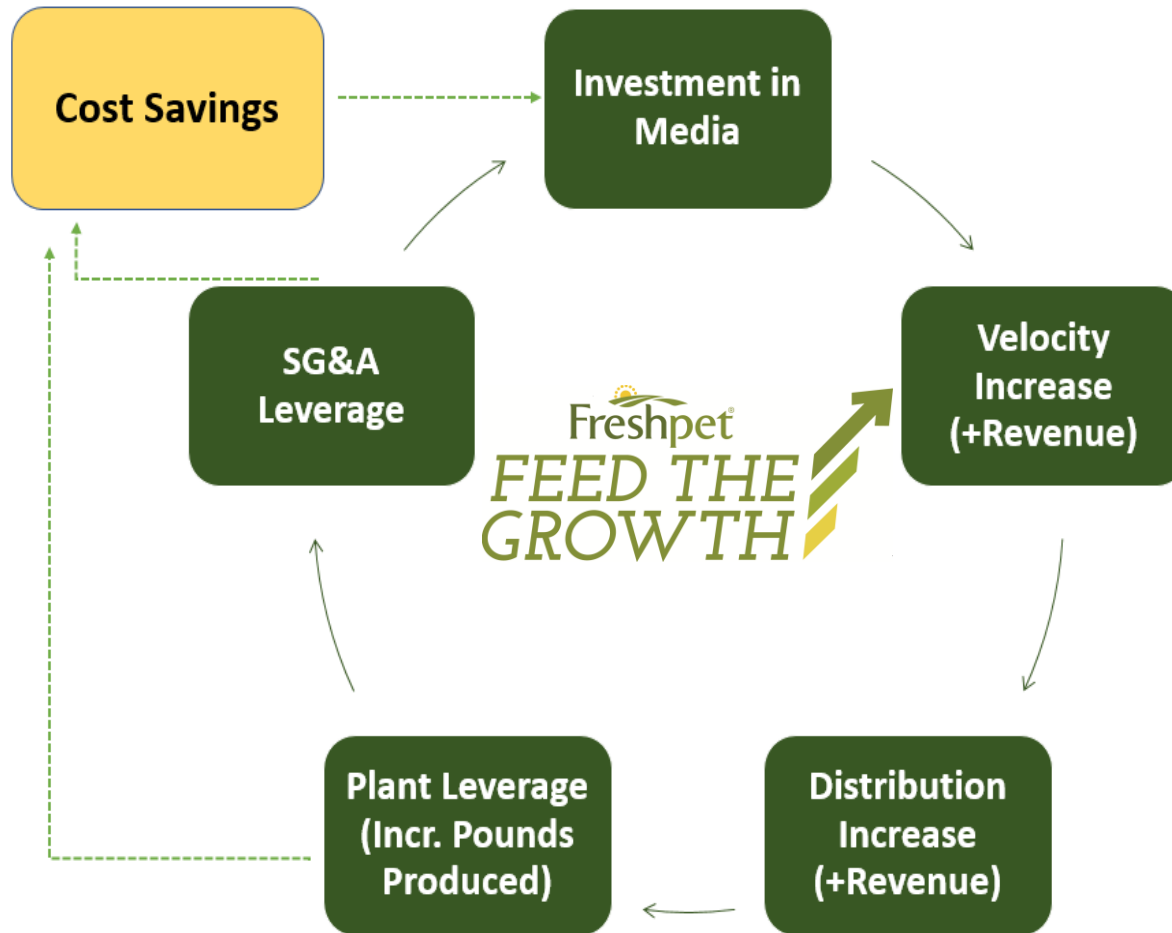 Cost Savings
Investment in
Media
SG&A
Leverage
Velocity
Increase
(+Revenue)
Freshpet®
FEED THE
GROWTH
Plant Leverage
(Incr. Pounds
Produced)
Distribution
Increase
(+Revenue)